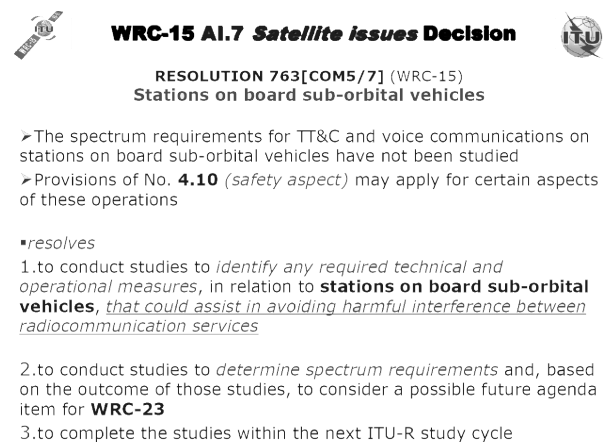 WRC-15 AI.7 Satellite issues Decision
ITU
RESOLUTION 763[COM5/7] (WRC-15)
Stations on board sub-orbital vehicles
➢The spectrum requirements for TT&C and voice communications on
stations on board sub-orbital vehicles have not been studied
➢Provisions of No. 4.10 (safety aspect) may apply for certain aspects
of these operations
▪resolves
1.to conduct studies to identify any required technical and
operational measures, in relation to stations on board sub-orbital
vehicles, that could assist in avoiding harmful interference between
radiocommunication services
2.to conduct studies to determine spectrum requirements and, based
on the outcome of those studies, to consider a possible future agenda
item for WRC-23
3.to complete the studies within the next ITU-R study cycle